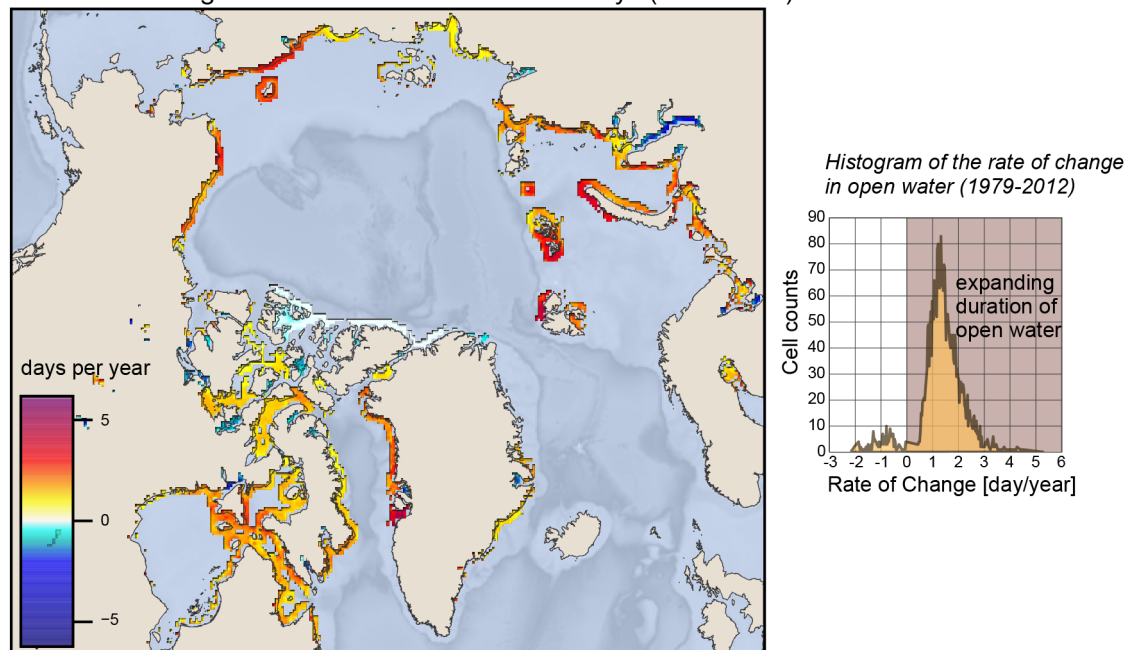 days per year
5
0
−5
Histogram of the rate of change
in open water (1979-2012)
90
80
70
60
50
40
30
20
10
0
Cell counts
expanding
duration of
open water
-3 -2 -1 0 1 2 3 4 5 6
Rate of Change [day/year]